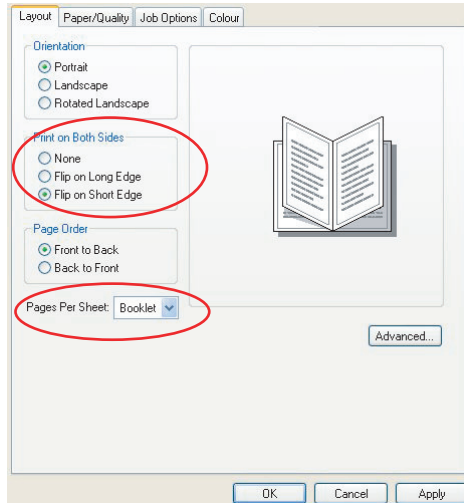 Layout Paper/Quality Job Options Colour
Orientation
Portrait
Landscape
Rotated Landscape
Print on Both Sides
None
Flip on Long Edge
Flip on Short Edge
Page Order
Front to Back
Back to Front
Pages Per Sheet: Booklet
Advanced...
OK Cancel Apply